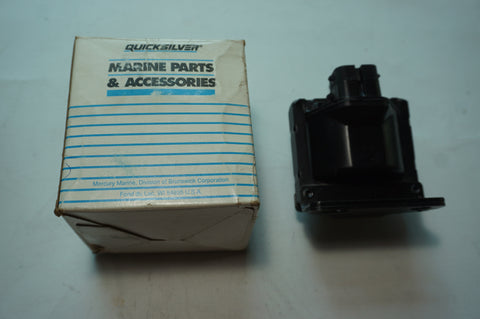 QUICKSILVER
MARINE PARTS
& ACCESSORIES
Mercury Marine, Division of Brunswick Corporation
Fond du Lac, WI 54935 U.S.A.